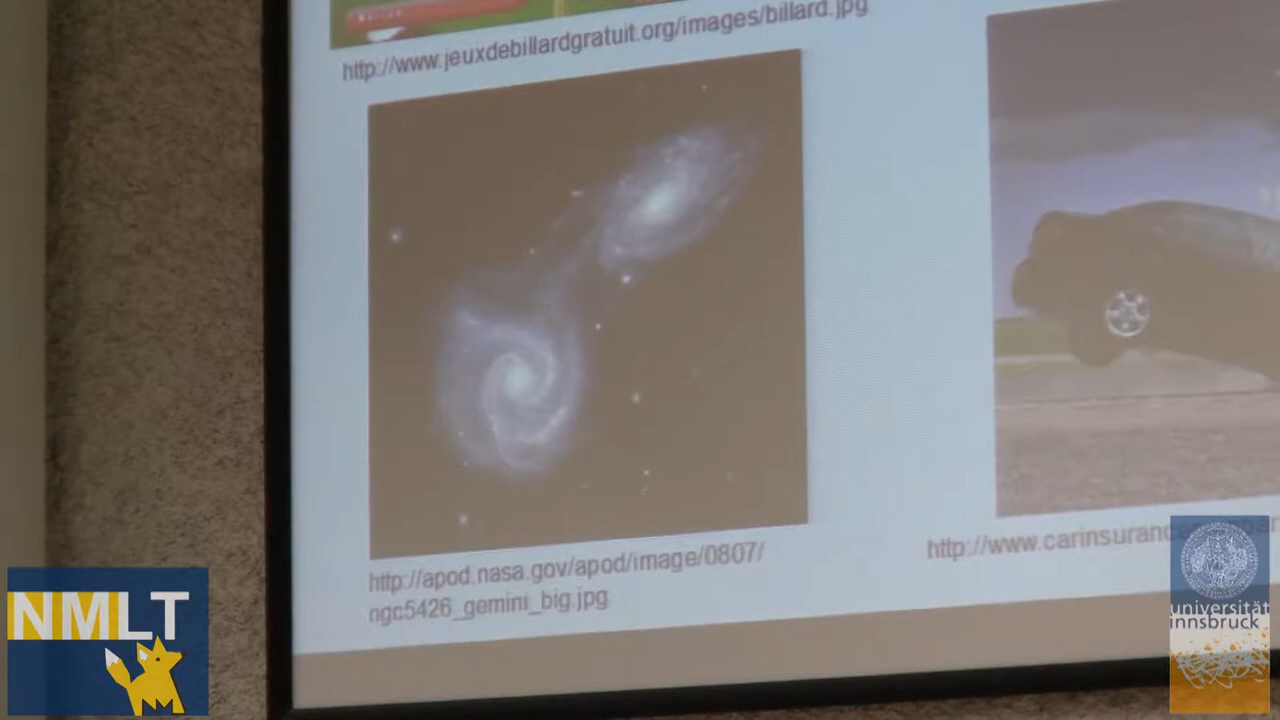 http://www.jeuxdebillardgratuit.org/images/billard.jpg
http://apod.nasa.gov/apod/image/0807/
ngc5426_gemini_big.jpg
http://www.carinsuranc
NMLT
universität
innsbruck